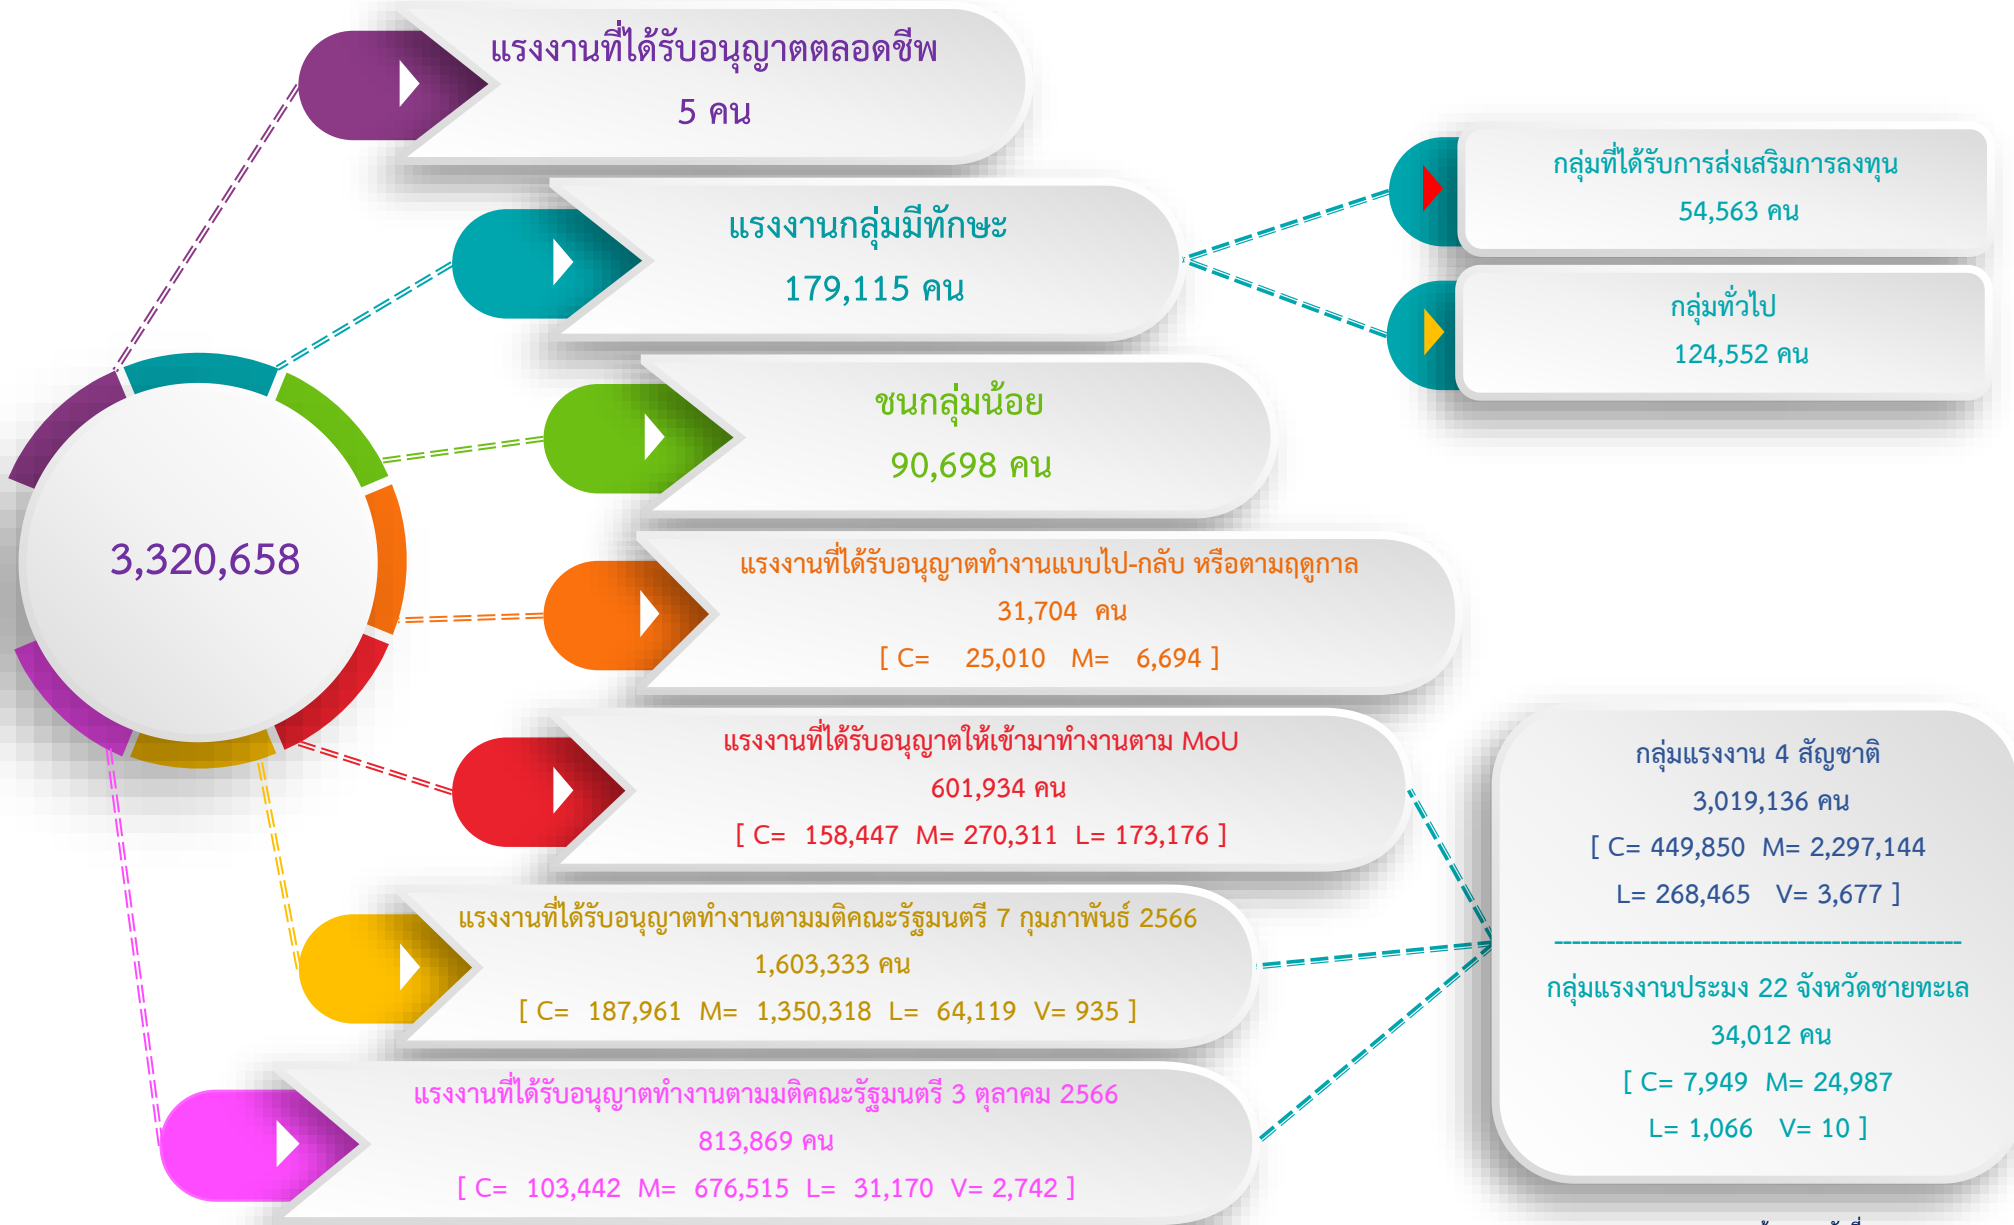 แรงงานที่ได้รับอนุญาตตลอดชีพ
5 คน
แรงงานกลุ่มมีทักษะ
179,115 คน
กลุ่มที่ได้รับการส่งเสริมการลงทุน
54,563 คน
กลุ่มทั่วไป
124,552 คน
ชนกลุ่มน้อย
90,698 คน
3,320,658
แรงงานที่ได้รับอนุญาตทำงานแบบไป-กลับ หรือตามฤดูกาล
31,704 คน
[ C= 25,010 M= 6,694 ]
แรงงานที่ได้รับอนุญาตให้เข้ามาทำงานตาม MoU
601,934 คน
[ C= 158,447 M= 270,311 L= 173,176 ]
แรงงานที่ได้รับอนุญาตทำงานตามมติคณะรัฐมนตรี 7 กุมภาพันธ์ 2566
1,603,333 คน
[ C= 187,961 M= 1,350,318 L= 64,119 V= 935 ]
แรงงานที่ได้รับอนุญาตทำงานตามมติคณะรัฐมนตรี 3 ตุลาคม 2566
813,869 คน
[ C= 103,442 M= 676,515 L= 31,170 V= 2,742 ]
กลุ่มแรงงาน 4 สัญชาติ
3,019,136 คน
[ C= 449,850 M= 2,297,144
L= 268,465 V= 3,677 ]
--------------------------------------------
กลุ่มแรงงานประมง 22 จังหวัดชายทะเล
34,012 คน
[ C= 7,949 M= 24,987
L= 1,066 V= 10 ]